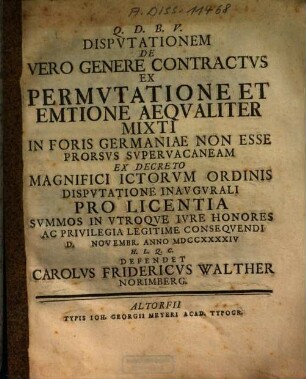 A. DISS. 11468
Q. D. B. V.
DISPVTATIONEM
DE
VERO GENERE CONTRACTVS
EX
PERMVTATIONE ET
EMTIONE AEQVALITER
MIXTI
IN FORIS GERMANIAE NON ESSE
PRORSVS SVPERVACANEAM
EX DECRETO
MAGNIFICI ICTORVM ORDINIS
DISPVTATIONE INAVGVRALI
PRO LICENTIA
SVMMOS IN VTROQVE IVRE HONORES
AC PRIVILEGIA LEGITIME CONSEQVENDI
D. NOVEMBR. ANNO MDCCXXXXIV
H. L. Q. C.
DEFENDET
CAROLVS FRIDERICVS WALTHER
NORIMBERG.
ALTORFII
TYPIS IOH. GEORGII MEYERI ACAD. TYPOGR.